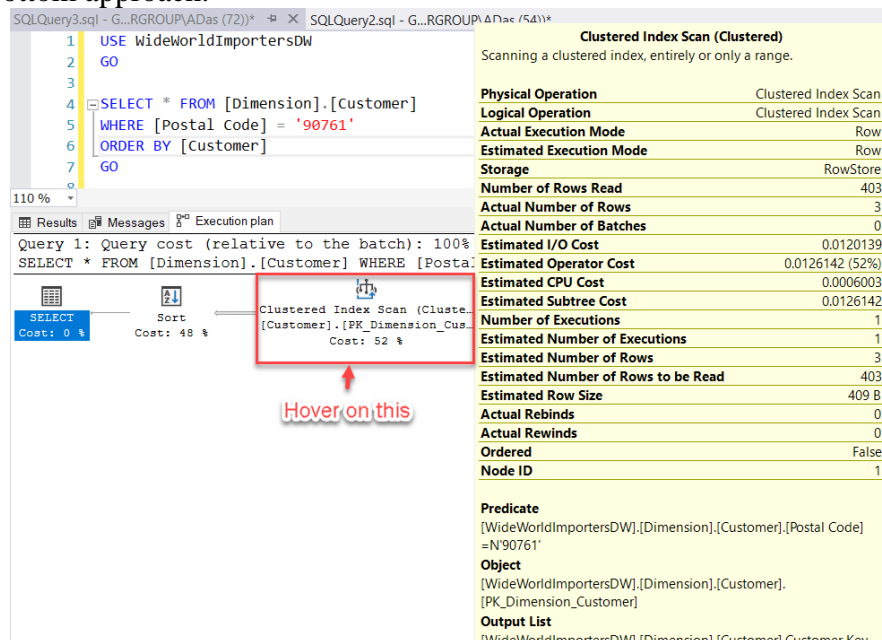 ottom approach.
SQLQuery3.sql - G...RGROUP\ADas (72))* SQLQuery2.sql - G...RGROUP\ADas (54))*
1 USE WideWorldImportersDW
2 GO
3
4 SELECT * FROM [Dimension].[Customer]
5 WHERE [Postal Code] = '90761'
6 ORDER BY [Customer]
7 GO
110 %
Results Messages Execution plan
Query 1: Query cost (relative to the batch): 100%
SELECT * FROM [Dimension].[Customer] WHERE [Postal
SELECT
Cost: 0 %
Sort
Cost: 48 %
Clustered Index Scan (Cluste...
[Customer].[PK_Dimension_Cus...
Cost: 52 %
Hover on this
Clustered Index Scan (Clustered)
Scanning a clustered index, entirely or only a range.
Physical Operation Clustered Index Scan
Logical Operation Clustered Index Scan
Actual Execution Mode Row
Estimated Execution Mode Row
Storage RowStore
Number of Rows Read 403
Actual Number of Rows 3
Actual Number of Batches 0
Estimated I/O Cost 0.0120139
Estimated Operator Cost 0.0126142 (52%)
Estimated CPU Cost 0.0006003
Estimated Subtree Cost 0.0126142
Number of Executions 1
Estimated Number of Executions 1
Estimated Number of Rows 3
Estimated Number of Rows to be Read 403
Estimated Row Size 409 B
Actual Rebinds 0
Actual Rewinds 0
Ordered False
Node ID 1
Predicate
[WideWorldImportersDW].[Dimension].[Customer].[Postal Code]
=N'90761'
Object
[WideWorldImportersDW].[Dimension].[Customer].
[PK_Dimension_Customer]
Output List
[WideWorldImportersDW].[Dimension].[Customer].Customer Key